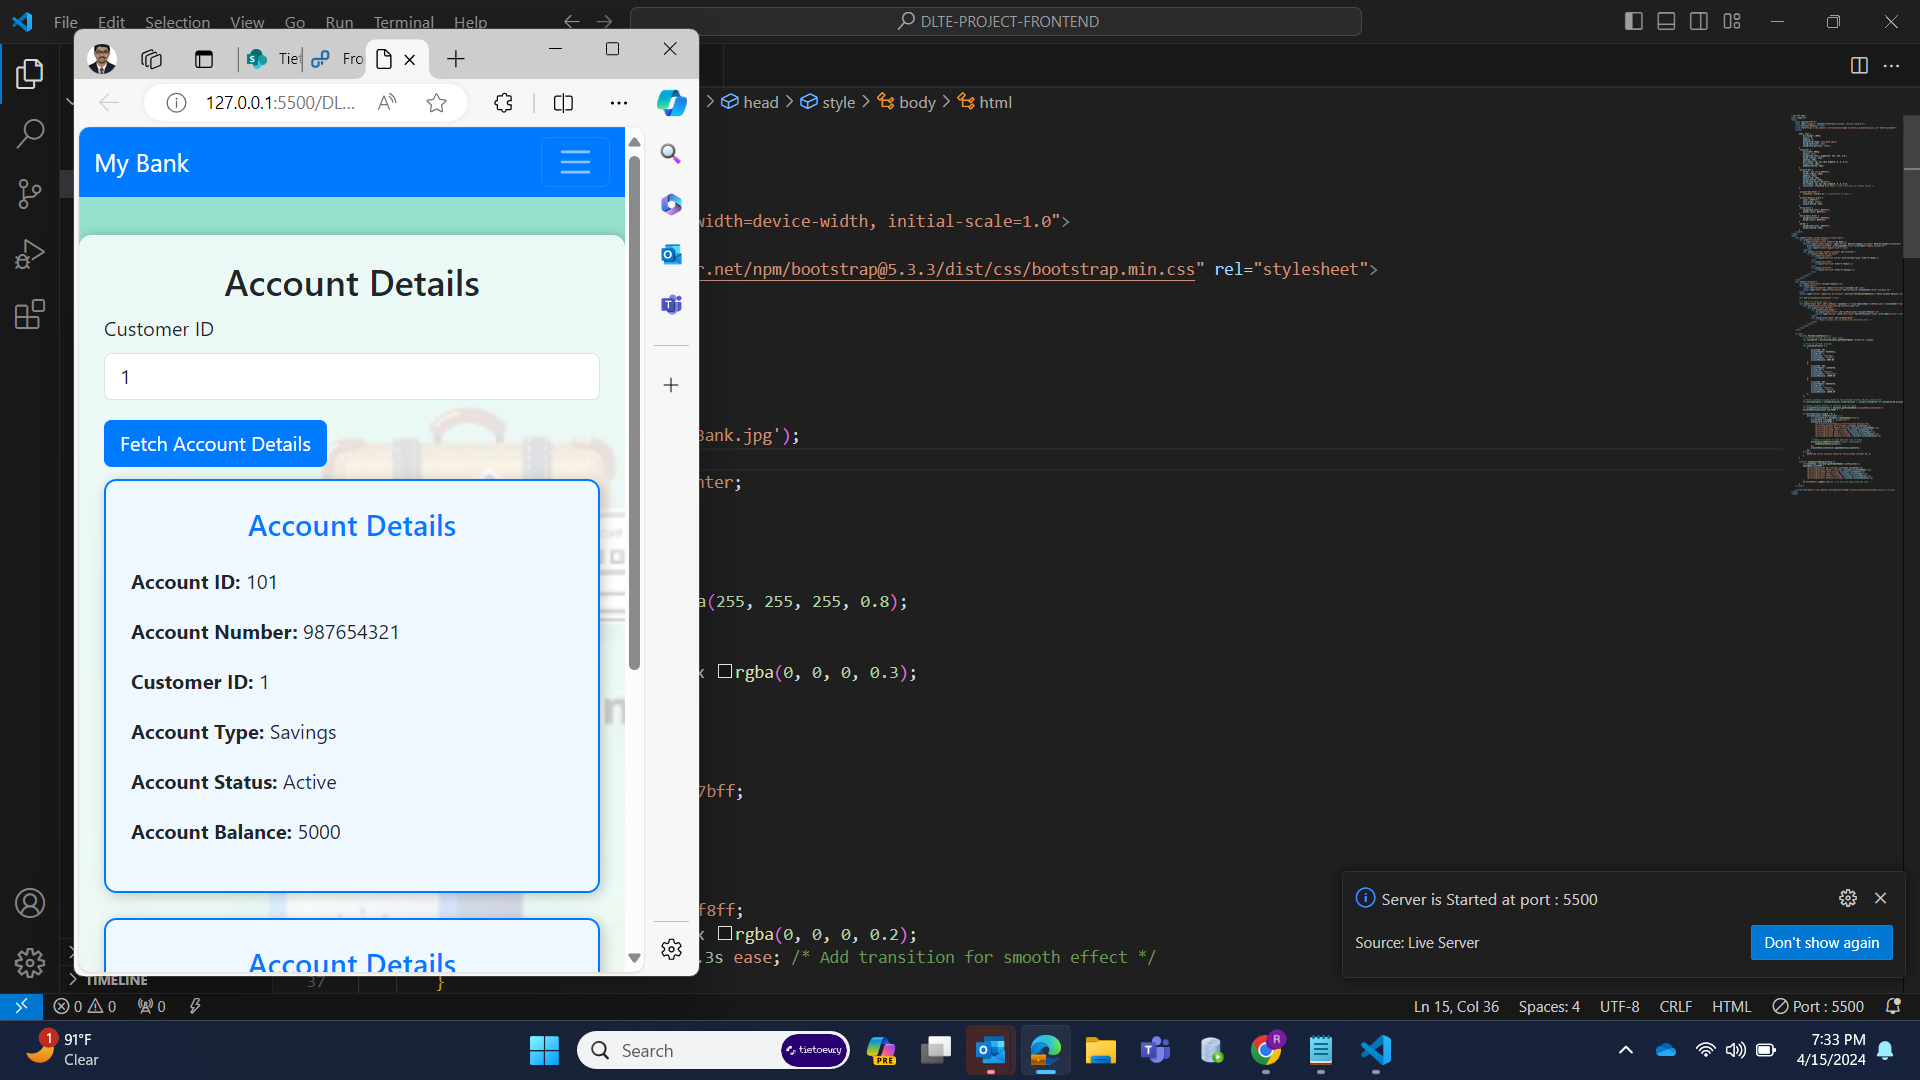 File Edit Selection View Go Run Terminal Help
DLTE-PROJECT-FRONTEND
Tiet
Fro
127.0.0.1:5500/DL...
head
style
body
html
My Bank
Account Details
Customer ID
1
Fetch Account Details
Account Details
Account ID: 101
Account Number: 987654321
Customer ID: 1
Account Type: Savings
Account Status: Active
Account Balance: 5000
Account Details
width=device-width, initial-scale=1.0">
r.net/npm/bootstrap@5.3.3/dist/css/bootstrap.min.css" rel="stylesheet">
Bank.jpg');
nter;
a(255, 255, 255, 0.8);
x rgba(0, 0, 0, 0.3);
7bff;
f8ff;
x rgba(0, 0, 0, 0.2);
.3s ease; /* Add transition for smooth effect */
37 }
TIMELINE
Server is Started at port : 5500
Source: Live Server
Don't show again
0 0 0
Ln 15, Col 36
Spaces: 4
UTF-8
CRLF
HTML
Port : 5500
1
91°F
Clear
Search
tietoevry
PRE
R
7:33 PM
4/15/2024